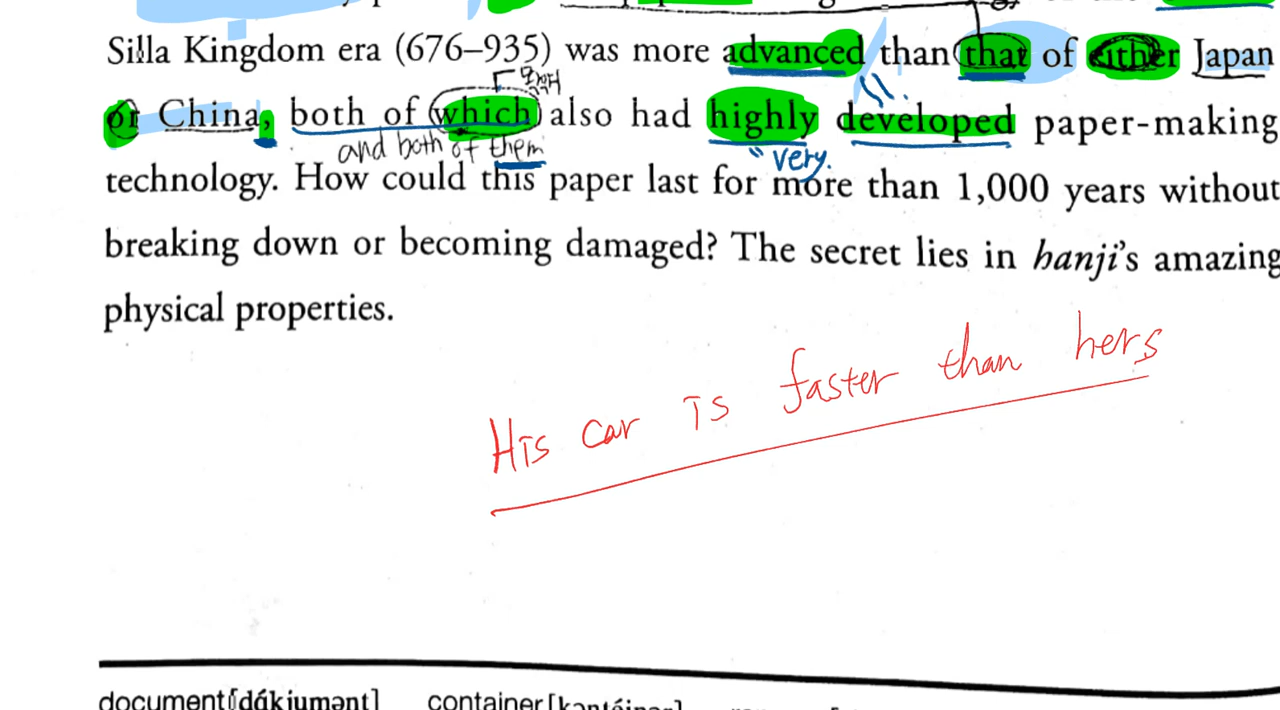 Silla Kingdom era (676–935) was more advanced than that of either Japan
or China, both of which also had highly developed paper-making
and both of them
"very.
technology. How could this paper last for more than 1,000 years without
breaking down or becoming damaged? The secret lies in hanji's amazing
physical properties.
His car is faster than hers
document[dákjumənt] container[kəntéinər]